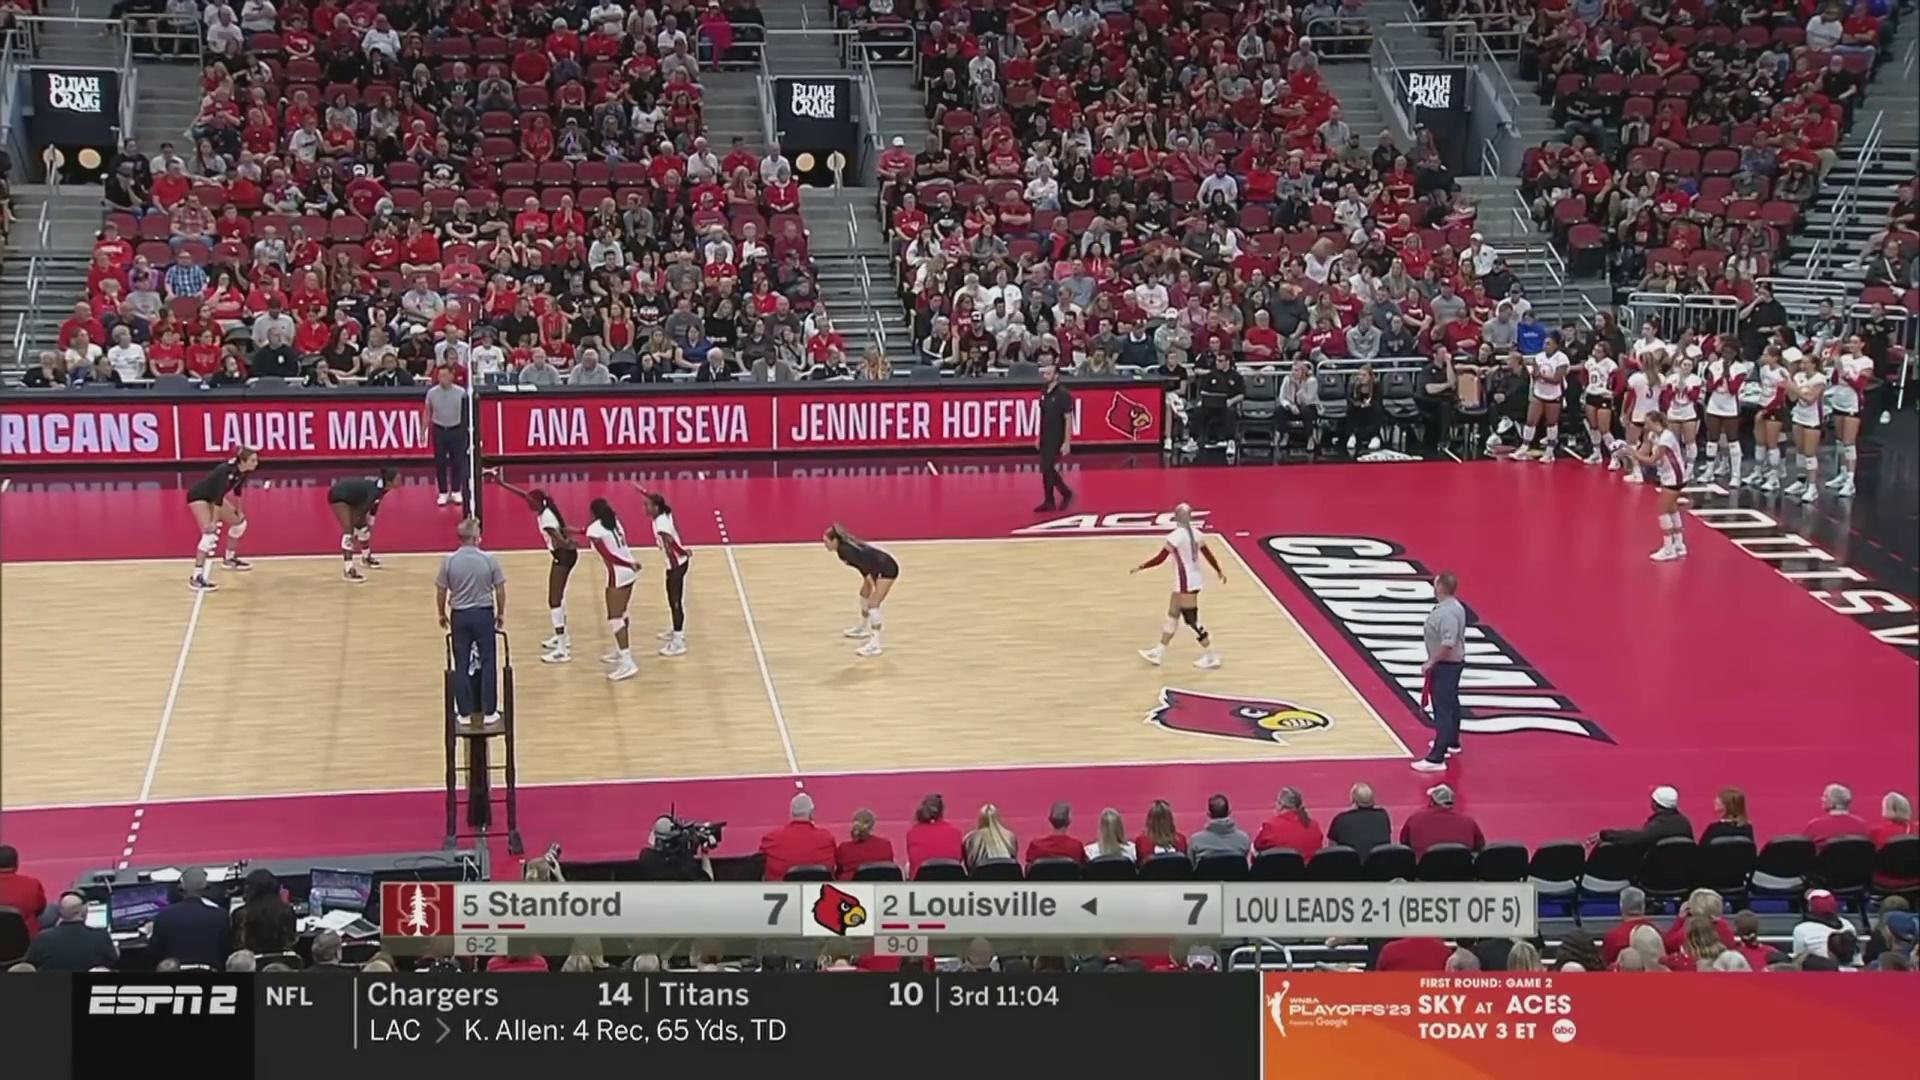 ELIJAH CRAIG
ELIJAH CRAIG
ELIJAH CRAIG
RICANS LAURIE MAXW ANA YARTSEVA JENNIFER HOFFM N
ACC
CARDINALS
5 Stanford 7
6-2
2 Louisville ◄ 7
9-0
LOU LEADS 2-1 (BEST OF 5)
ESPN2
NFL
Chargers 14 Titans 10 3rd 11:04
LAC > K. Allen: 4 Rec, 65 Yds, TD
WNBA
PLAYOFFS'23
Google
FIRST ROUND: GAME 2
SKY AT ACES
TODAY 3 ET abc